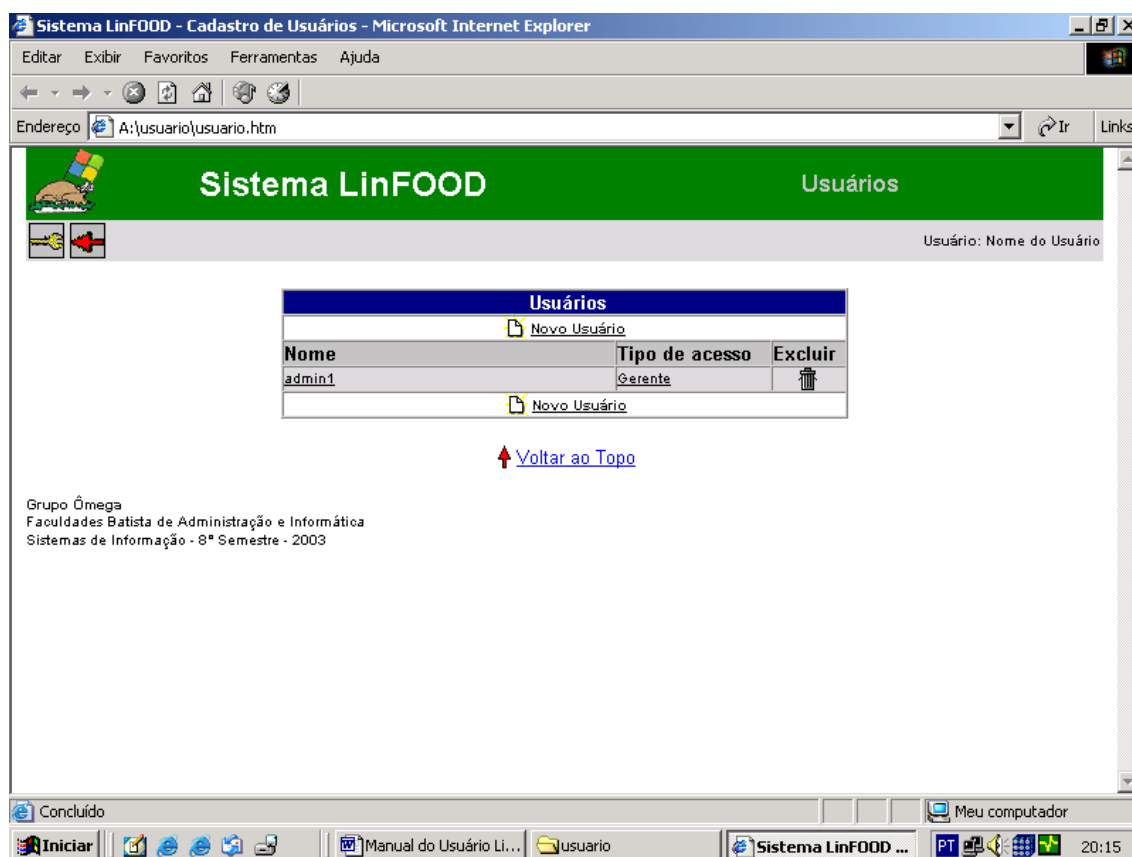 Sistema LinFOOD - Cadastro de Usuários - Microsoft Internet Explorer
Editar Exibir Favoritos Ferramentas Ajuda
Endereço A:\usuario\usuario.htm Ir Links
Sistema LinFOOD Usuários
Usuário: Nome do Usuário
Usuários
Novo Usuário
Nome Tipo de acesso Excluir
admin1 Gerente
Novo Usuário
Voltar ao Topo
Grupo Ômega
Faculdades Batista de Administração e Informática
Sistemas de Informação - 8º Semestre - 2003
Concluído Meu computador
Iniciar Manual do Usuário Li... usuario Sistema LinFOOD ... PT 20:15